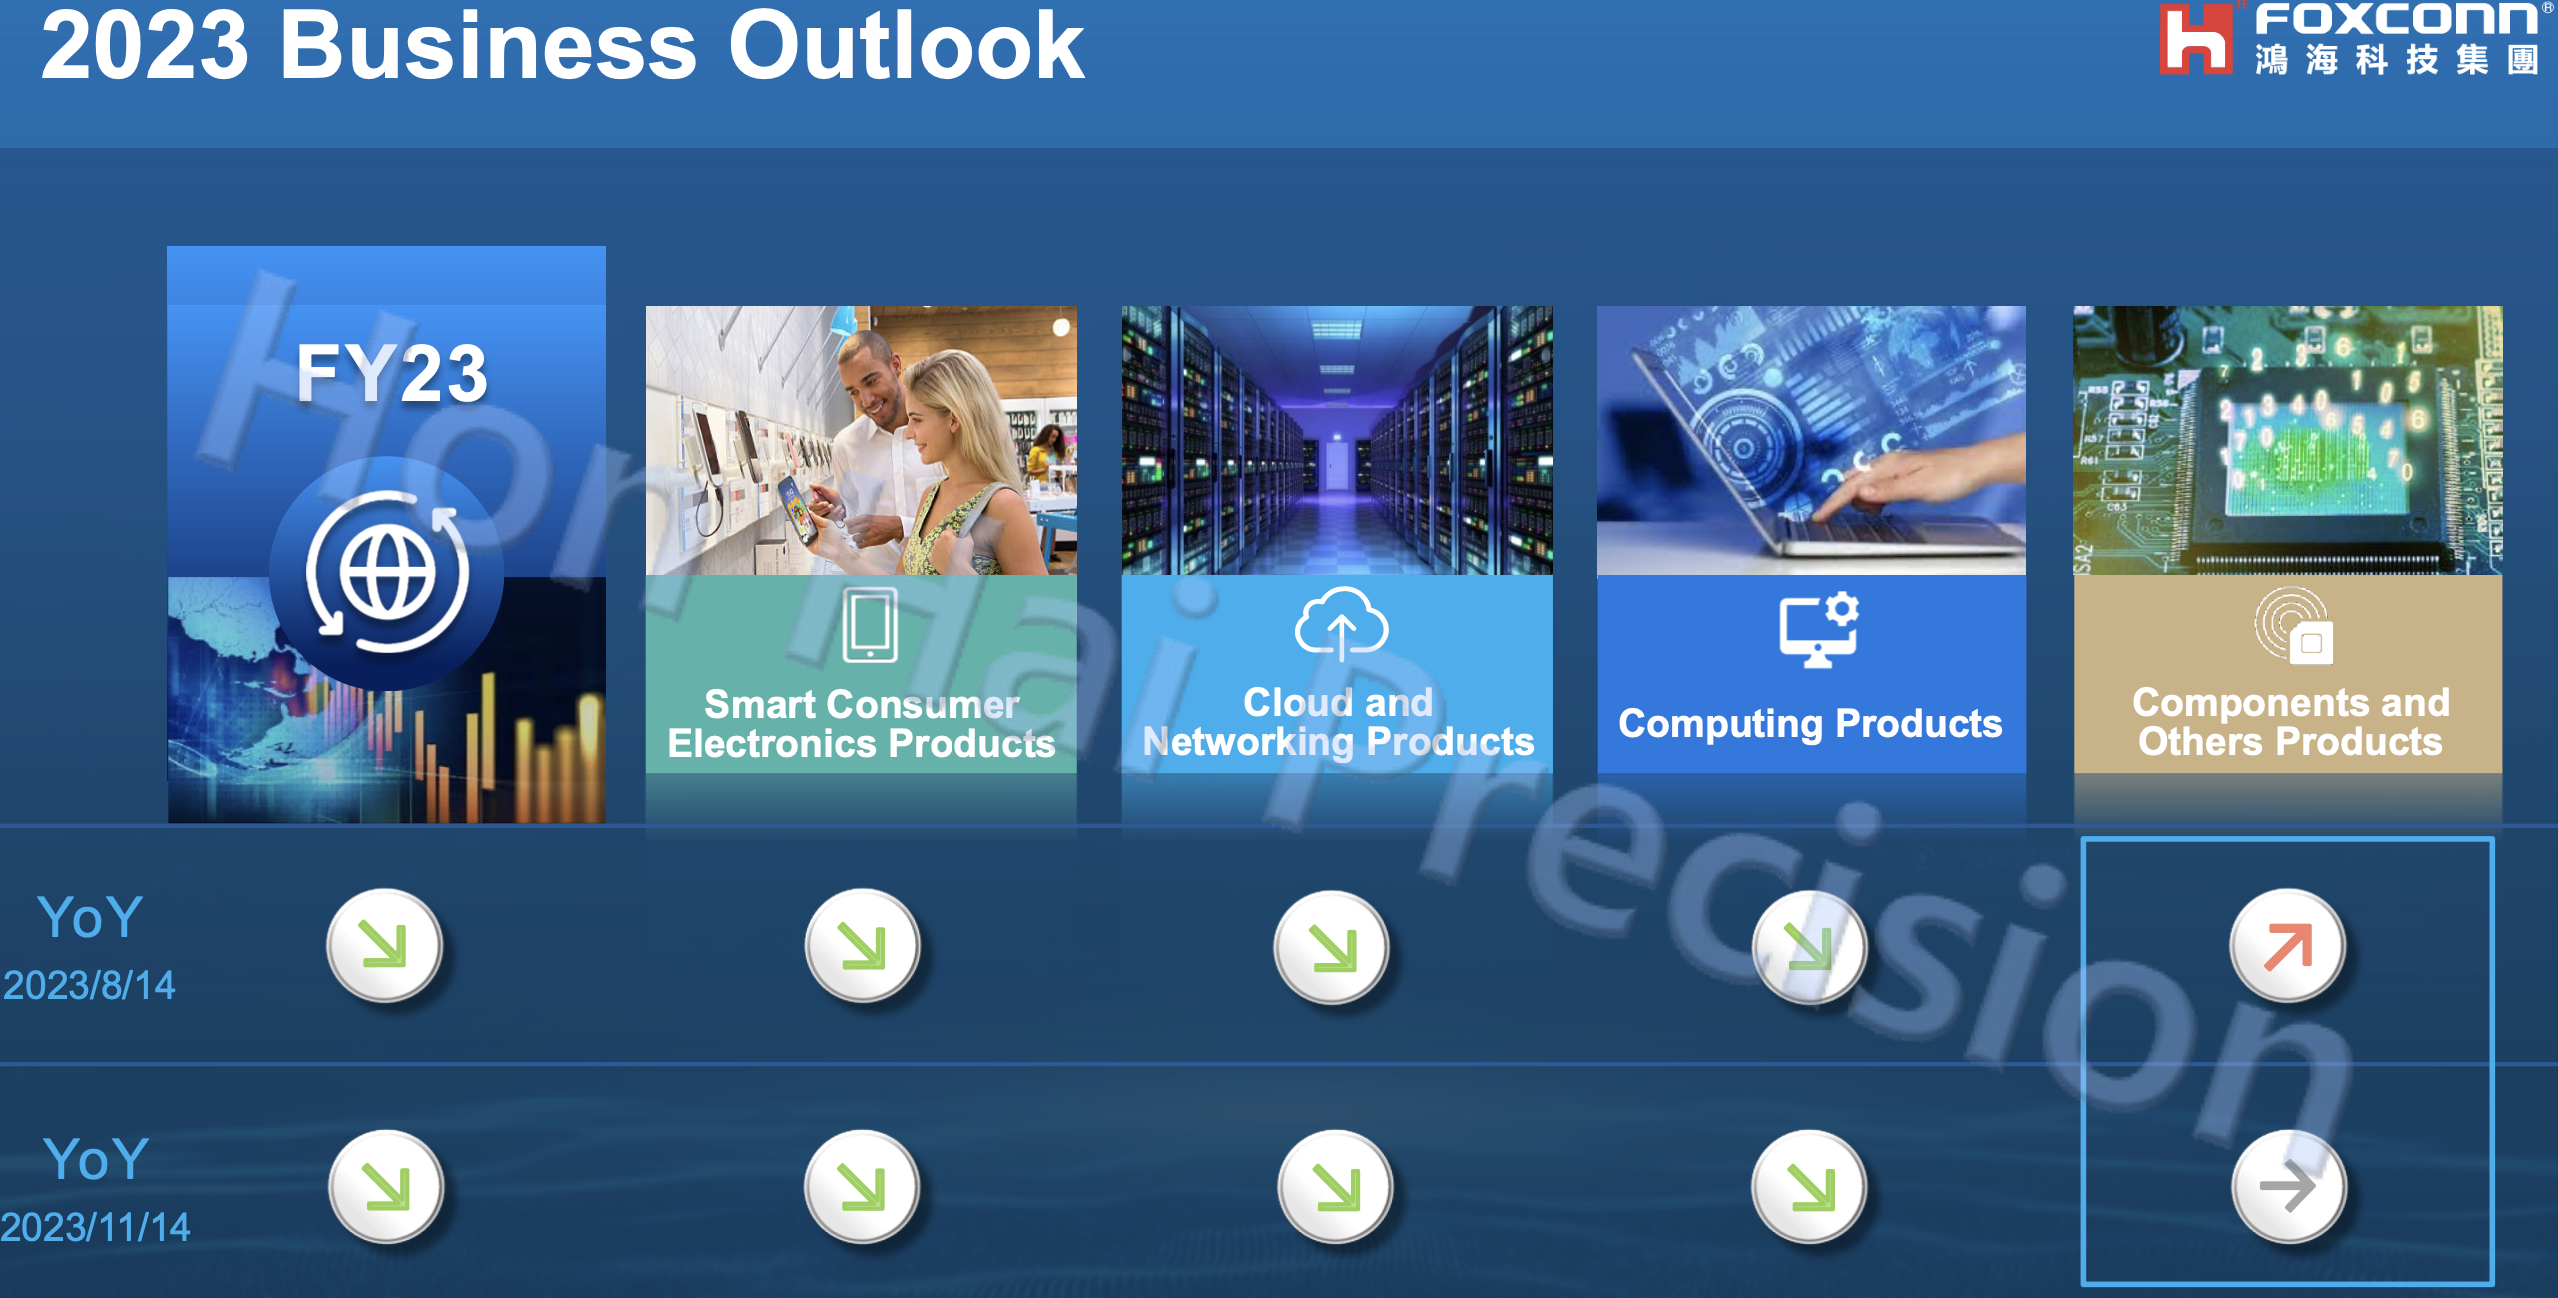 2023 Business Outlook
FOXCONN®
鴻海科技集團
FY23
Smart Consumer
Electronics Products
Cloud and
Networking Products
Computing Products
Components and
Others Products
YoY
2023/8/14
YoY
2023/11/14
Hon Hai Precision